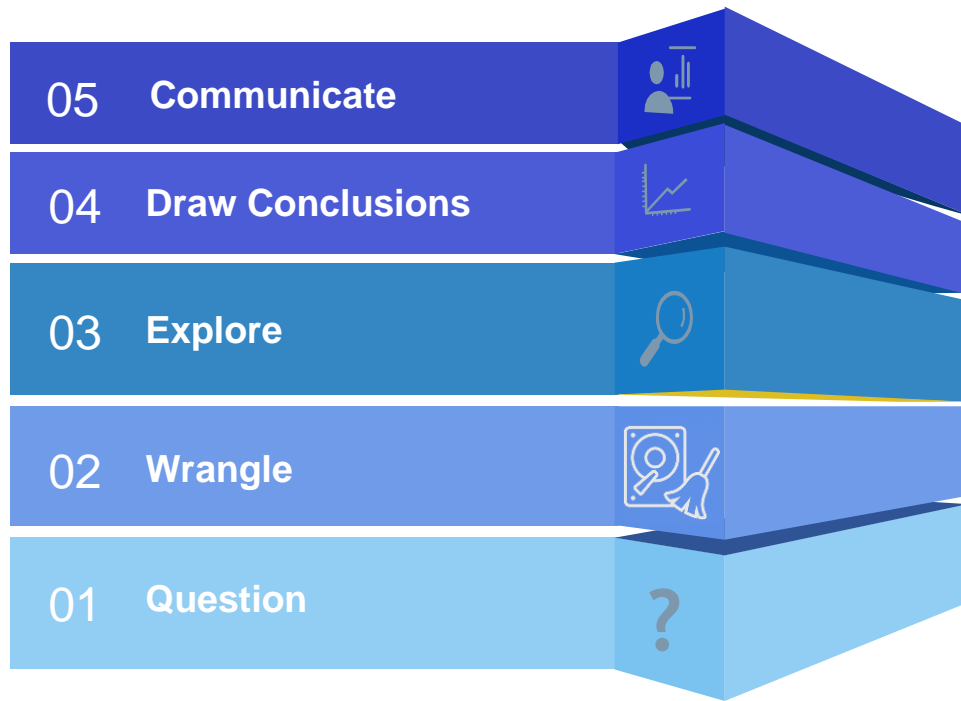 05 Communicate
04 Draw Conclusions
03 Explore
02 Wrangle
01 Question
?